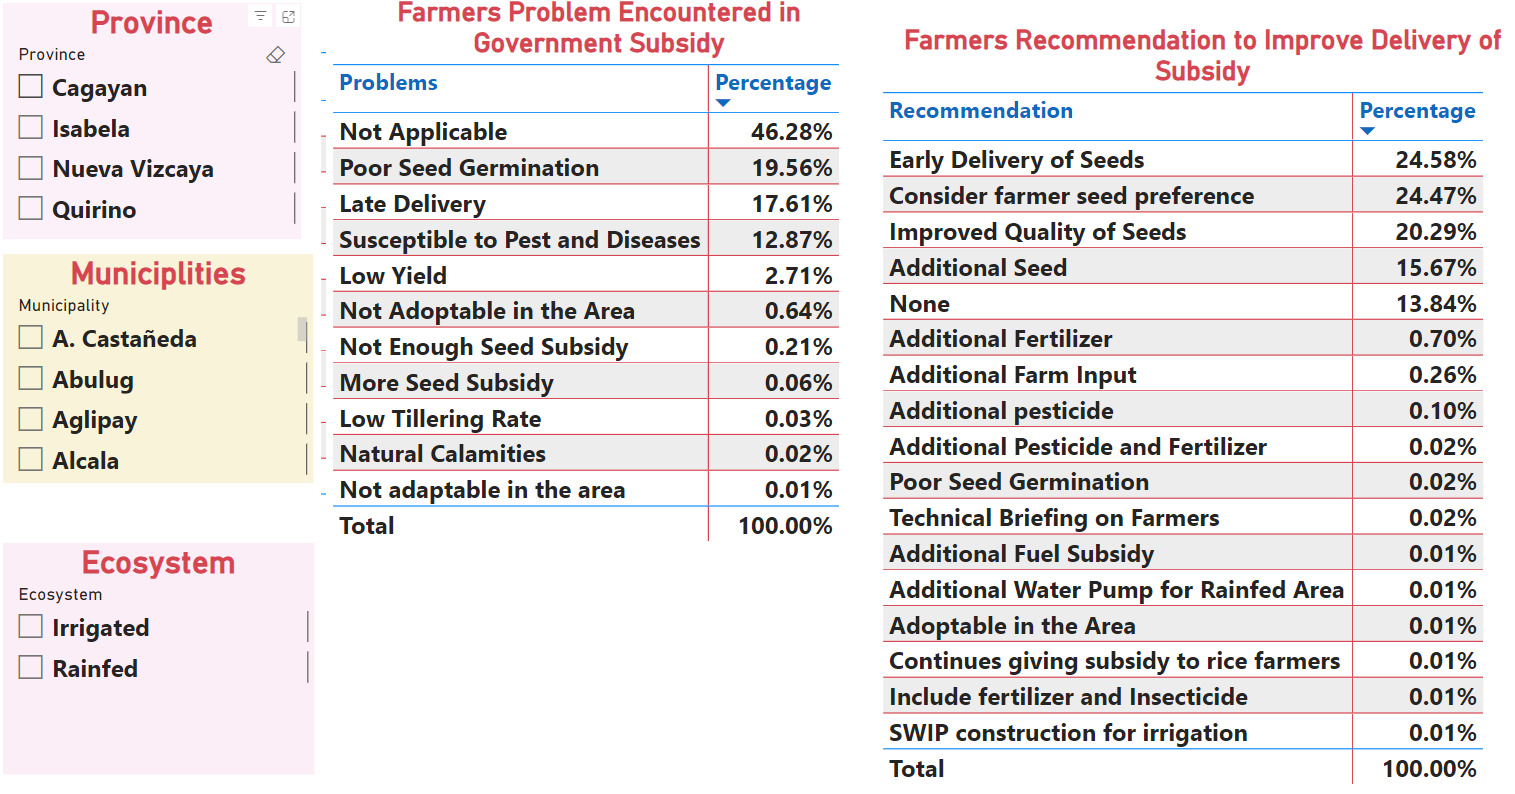 Province
Province
Cagayan
Isabela
Nueva Vizcaya
Quirino
Municiplities
Municipality
A. Castañeda
Abulug
Aglipay
Alcala
Ecosystem
Ecosystem
Irrigated
Rainfed
Farmers Problem Encountered in
Government Subsidy
Problems Percentage
Not Applicable 46.28%
Poor Seed Germination 19.56%
Late Delivery 17.61%
Susceptible to Pest and Diseases 12.87%
Low Yield 2.71%
Not Adoptable in the Area 0.64%
Not Enough Seed Subsidy 0.21%
More Seed Subsidy 0.06%
Low Tillering Rate 0.03%
Natural Calamities 0.02%
Not adaptable in the area 0.01%
Total 100.00%
Farmers Recommendation to Improve Delivery of
Subsidy
Recommendation Percentage
Early Delivery of Seeds 24.58%
Consider farmer seed preference 24.47%
Improved Quality of Seeds 20.29%
Additional Seed 15.67%
None 13.84%
Additional Fertilizer 0.70%
Additional Farm Input 0.26%
Additional pesticide 0.10%
Additional Pesticide and Fertilizer 0.02%
Poor Seed Germination 0.02%
Technical Briefing on Farmers 0.02%
Additional Fuel Subsidy 0.01%
Additional Water Pump for Rainfed Area 0.01%
Adoptable in the Area 0.01%
Continues giving subsidy to rice farmers 0.01%
Include fertilizer and Insecticide 0.01%
SWIP construction for irrigation 0.01%
Total 100.00%